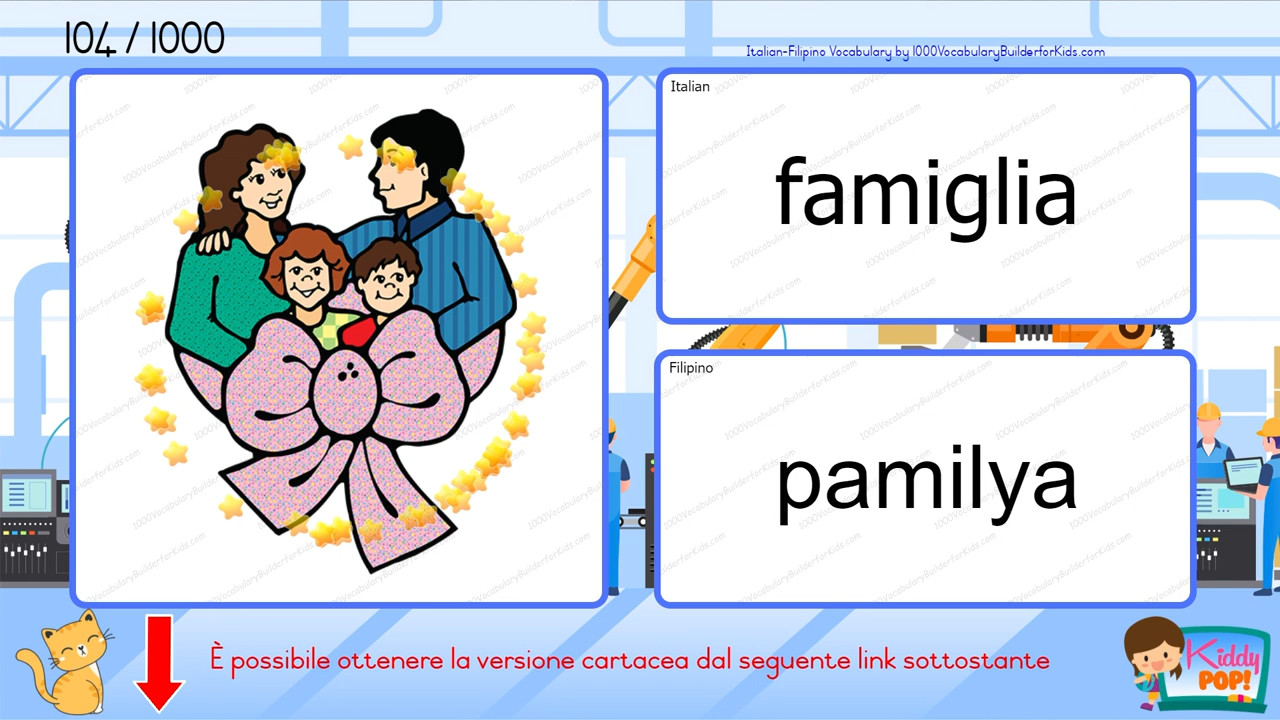 104 / 1000
Italian-Filipino Vocabulary by 1000VocabularyBuilderforKids.com
Italian
famiglia
Filipino
pamilya
È possibile ottenere la versione cartacea dal seguente link sottostante
Kiddy
POP!